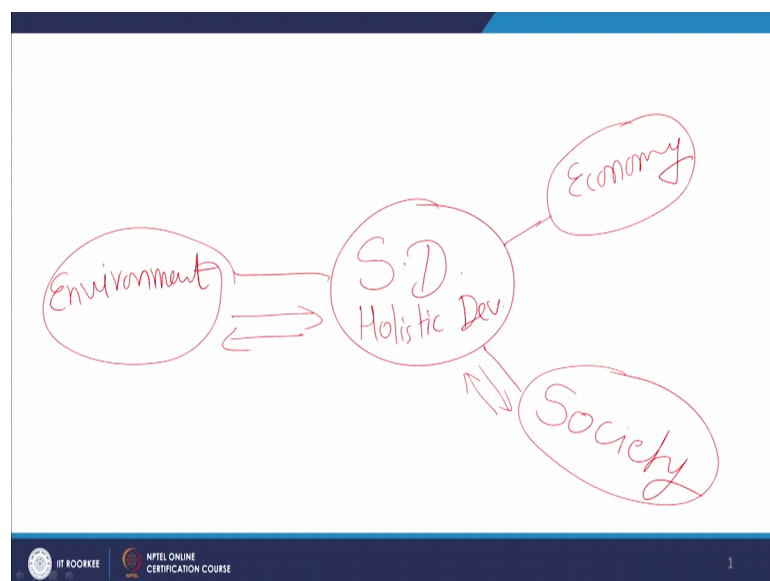 Economy
Environment
S.D.
Holistic Dev.
Society
IIT ROORKEE
NPTEL ONLINE
CERTIFICATION COURSE
1